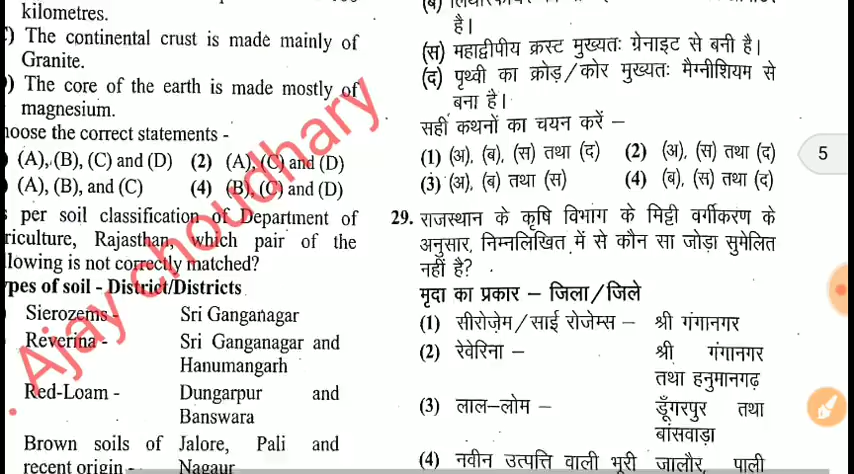 kilometres.
The continental crust is made mainly of
Granite.
The core of the earth is made mostly of
magnesium.
hoose the correct statements -
(A), (B), (C) and (D) (2) (A), (C) and (D)
(A), (B), and (C) (4) (B), (C) and (D)
per soil classification of Department of
riculture, Rajasthan, which pair of the
llowing is not correctly matched?
ypes of soil - District/Districts
Sierozems - Sri Ganganagar
Reverina - Sri Ganganagar and
Hanumangarh
Red-Loam - Dungarpur and
Banswara
Brown soils of Jalore, Pali and
recent origin - Nagaur
है।
(स) महाद्वीपीय क्रस्ट मुख्यतः ग्रेनाइट से बनी है।
(द) पृथ्वी का क्रोड़/कोर मुख्यतः मैग्नीशियम से
बना है।
सही कथनों का चयन करें –
(1) (अ), (ब), (स) तथा (द) (2) (अ), (स) तथा (द)
(3) (अ), (ब) तथा (स) (4) (ब), (स) तथा (द)
29. राजस्थान के कृषि विभाग के मिट्टी वर्गीकरण के
अनुसार, निम्नलिखित में से कौन सा जोड़ा सुमेलित
नहीं है?
मृदा का प्रकार – जिला/जिले
(1) सीरोज़ेम/साई रोजेम्स – श्री गंगानगर
(2) रेवेरिना – श्री गंगानगर
तथा हनुमानगढ़
(3) लाल-लोम – डूँगरपुर तथा
बांसवाड़ा
(4) नवीन उत्पत्ति वाली भूरी जालौर, पाली
5
Ajay choudhary